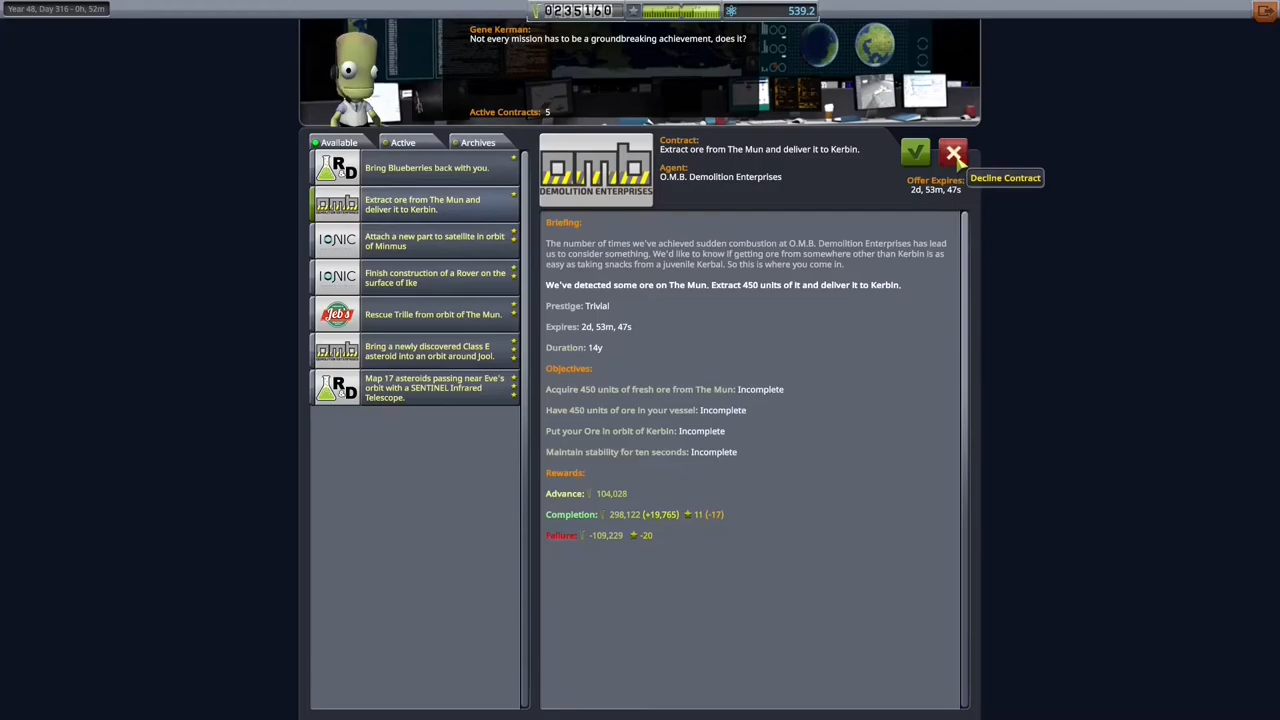 Year 48, Day 316 - 0h, 52m
0235160
539.2
Gene Kerman:
Not every mission has to be a groundbreaking achievement, does it?
Active Contracts: 5
Available
Active
Archives
R&D
Bring Blueberries back with you.
amb
Extract ore from The Mun and
deliver it to Kerbin.
IONIC
Attach a new part to satellite in orbit
of Minmus
IONIC
Finish construction of a Rover on the
surface of Ike
Jeb's
Rescue Trille from orbit of The Mun.
amb
Bring a newly discovered Class E
asteroid into an orbit around Jool.
R&D
Map 17 asteroids passing near Eve's
orbit with a SENTINEL Infrared
Telescope.
amb
DEMOLITION ENTERPRISES
Contract:
Extract ore from The Mun and deliver it to Kerbin.
Agent:
O.M.B. Demolition Enterprises
Decline Contract
Offer Expires:
2d, 53m, 47s
Briefing:
The number of times we've achieved sudden combustion at O.M.B. Demolition Enterprises has lead
us to consider something. We'd like to know if getting ore from somewhere other than Kerbin is as
easy as taking snacks from a juvenile Kerbal. So this is where you come in.
We've detected some ore on The Mun. Extract 450 units of it and deliver it to Kerbin.
Prestige: Trivial
Expires: 2d, 53m, 47s
Duration: 14y
Objectives:
Acquire 450 units of fresh ore from The Mun: Incomplete
Have 450 units of ore in your vessel: Incomplete
Put your Ore in orbit of Kerbin: Incomplete
Maintain stability for ten seconds: Incomplete
Rewards:
Advance: 104,028
Completion: 298,122 (+19,765) 11 (-17)
Failure: -109,229 -20